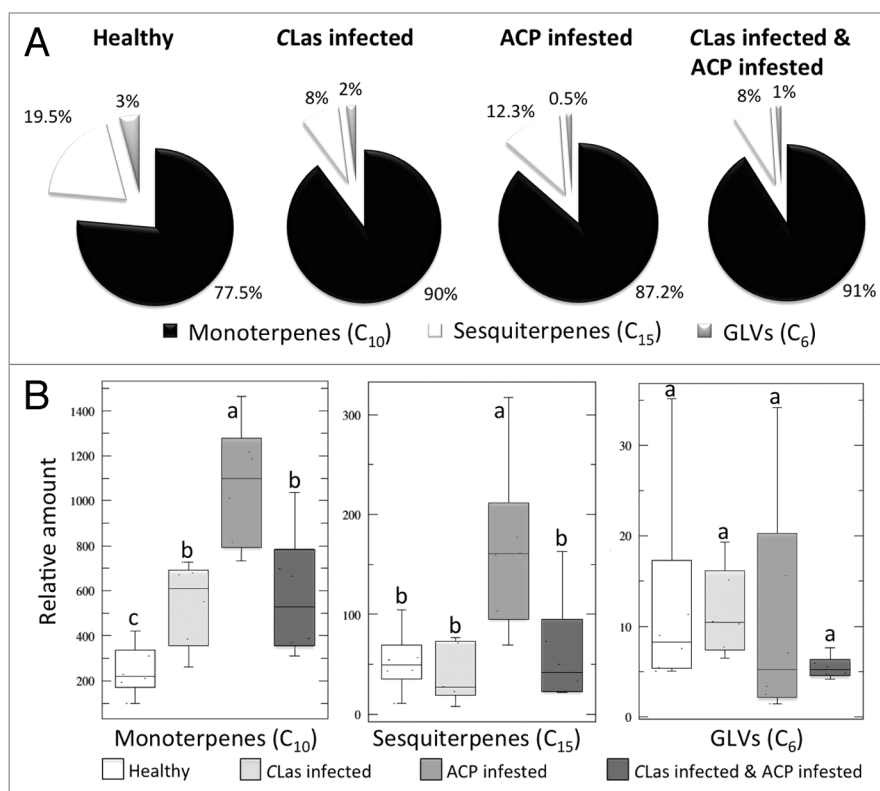 A
Healthy CLas infected ACP infested CLas infected &
ACP infested
19.5% 3% 8% 2% 12.3% 0.5% 8% 1%
77.5% 90% 87.2% 91%
Monoterpenes (C10) Sesquiterpenes (C15) GLVs (C6)
B
Relative amount
1400
1200
1000
800
600
400
200
c b a b
Monoterpenes (C10)
300
200
100
0
b b a b
Sesquiterpenes (C15)
30
20
10
0
a a a a
GLVs (C6)
Healthy CLas infected ACP infested CLas infected & ACP infested